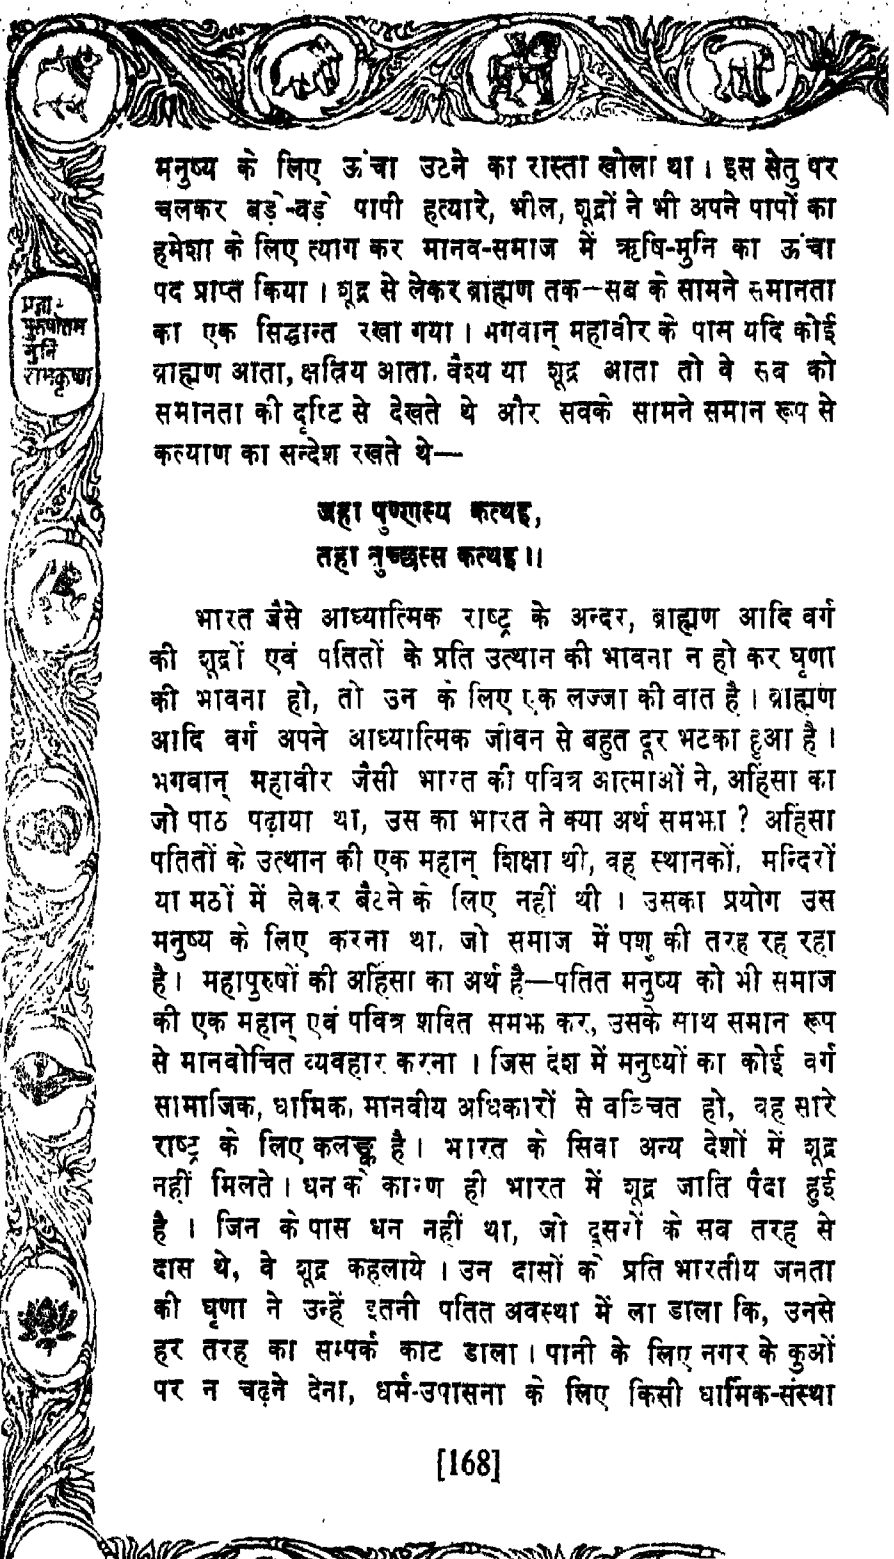 मनुष्य के लिए ऊंचा उटने का रास्ता खोला था । इस सेतु पर
चलकर बड़े-वड़े पापी हत्यारे, भील, शूद्रों ने भी अपने पापों का
हमेशा के लिए त्याग कर मानव-समाज में ऋषि-मुनि का ऊंचा
पद प्राप्त किया । शूद्र से लेकर ब्राह्मण तक—सब के सामने समानता
का एक सिद्धान्त रखा गया । भगवान् महावीर के पास यदि कोई
ब्राह्मण आता, क्षत्रिय आता, वैश्य या शूद्र आता तो वे सब को
समानता की दृष्टि से देखते थे और सवके सामने समान रूप से
कल्याण का सन्देश रखते थे—
जहा पुण्णस्य कत्थइ,
तहा तुच्छस्स कत्थइ ।।
भारत जैसे आध्यात्मिक राष्ट्र के अन्दर, ब्राह्मण आदि वर्ग
की शूद्रों एवं पतितों के प्रति उत्थान की भावना न हो कर घृणा
की भावना हो, तो उन के लिए एक लज्जा की वात है । ब्राह्मण
आदि वर्ग अपने आध्यात्मिक जीवन से बहुत दूर भटका हुआ है ।
भगवान् महावीर जैसी भारत की पवित्र आत्माओं ने, अहिंसा का
जो पाठ पढ़ाया था, उस का भारत ने क्या अर्थ समझा ? अहिंसा
पतितों के उत्थान की एक महान् शिक्षा थी, वह स्थानकों, मन्दिरों
या मठों में लेकर बैटने के लिए नहीं थी । उसका प्रयोग उस
मनुष्य के लिए करना था, जो समाज में पशु की तरह रह रहा
है । महापुरुषों की अहिंसा का अर्थ है—पतित मनुष्य को भी समाज
की एक महान् एवं पवित्र शक्ति समझ कर, उसके साथ समान रूप
से मानवोचित व्यवहार करना । जिस देश में मनुष्यों का कोई वर्ग
सामाजिक, धार्मिक, मानवीय अधिकारों से वञ्चित हो, वह सारे
राष्ट्र के लिए कलङ्क है । भारत के सिवा अन्य देशों में शूद्र
नहीं मिलते । धन के कारण ही भारत में शूद्र जाति पैदा हुई
है । जिन के पास धन नहीं था, जो दूसरों के सव तरह से
दास थे, वे शूद्र कहलाये । उन दासों के प्रति भारतीय जनता
की घृणा ने उन्हें इतनी पतित अवस्था में ला डाला कि, उनसे
हर तरह का सम्पर्क काट डाला । पानी के लिए नगर के कुओं
पर न चढ़ने देना, धर्म-उपासना के लिए किसी धार्मिक-संस्था
[168]
प्रज्ञा-
पुरुषोतम
मुनि
रामकृष्ण